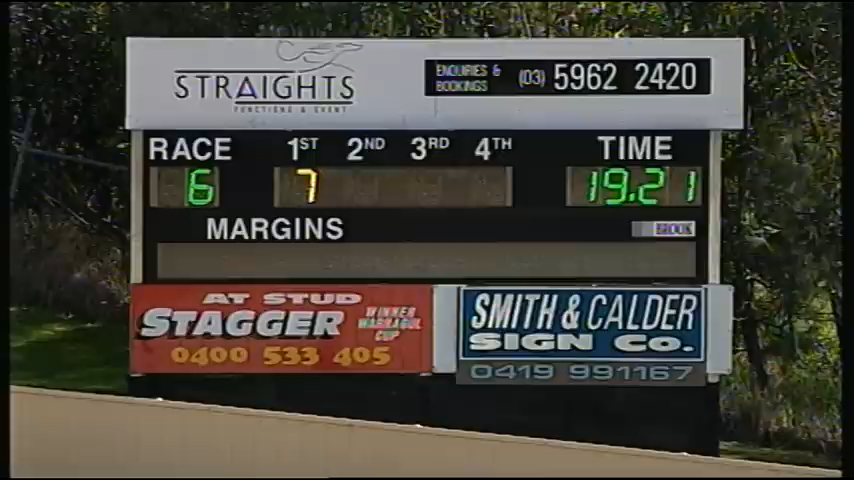 STRAIGHTS
FUNCTIONS & EVENT
ENQUIRIES &
BOOKINGS
(03) 5962 2420
RACE 1ST 2ND 3RD 4TH TIME
6 7 19.21
MARGINS
BROOK
AT STUD
STAGGER
WINNER
WARRAGUL
CUP
0400 533 405
SMITH & CALDER
SIGN CO.
0419 991167